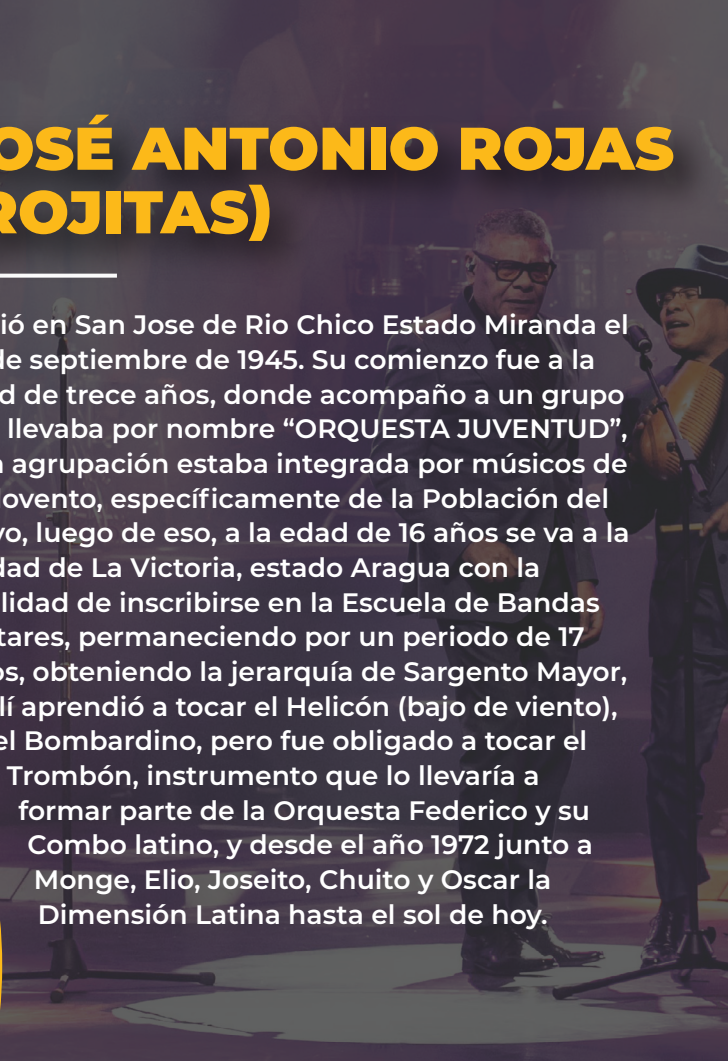 OSÉ ANTONIO ROJAS
ROJITAS)
ió en San Jose de Rio Chico Estado Miranda el
de septiembre de 1945. Su comienzo fue a la
d de trece años, donde acompaño a un grupo
llevaba por nombre “ORQUESTA JUVENTUD”,
a agrupación estaba integrada por músicos de
lovento, específicamente de la Población del
vo, luego de eso, a la edad de 16 años se va a la
dad de La Victoria, estado Aragua con la
lidad de inscribirse en la Escuela de Bandas
tares, permaneciendo por un periodo de 17
os, obteniendo la jerarquía de Sargento Mayor,
lí aprendió a tocar el Helicón (bajo de viento),
el Bombardino, pero fue obligado a tocar el
Trombón, instrumento que lo llevaría a
formar parte de la Orquesta Federico y su
Combo latino, y desde el año 1972 junto a
Monge, Elio, Joseito, Chuito y Oscar la
Dimensión Latina hasta el sol de hoy.